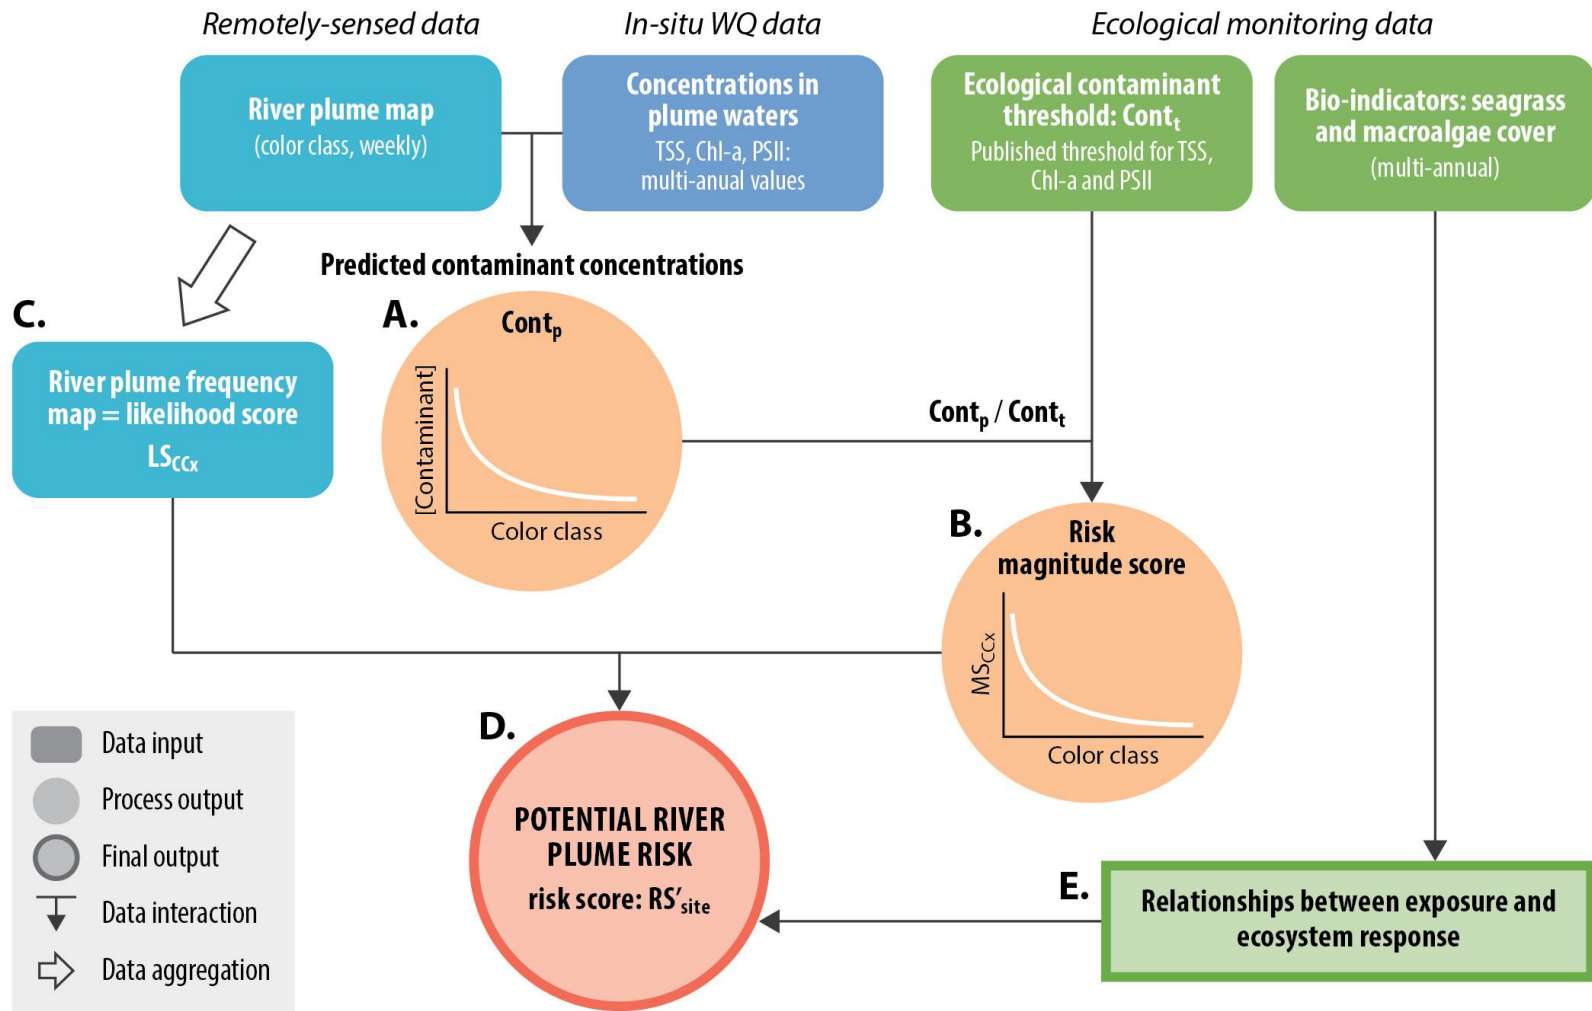 Remotely-sensed data
In-situ WQ data
Ecological monitoring data
River plume map
(color class, weekly)
Concentrations in
plume waters
TSS, Chl-a, PSII:
multi-anual values
Ecological contaminant
threshold: Contt
Published threshold for TSS,
Chl-a and PSII
Bio-indicators: seagrass
and macroalgae cover
(multi-annual)
Predicted contaminant concentrations
C.
River plume frequency
map = likelihood score
LSCCx
A.
Contp
[Contaminant]
Color class
Contp / Contt
B.
Risk
magnitude score
MSCCx
Color class
D.
POTENTIAL RIVER
PLUME RISK
risk score: RS′site
E.
Relationships between exposure and
ecosystem response
Data input
Process output
Final output
Data interaction
Data aggregation